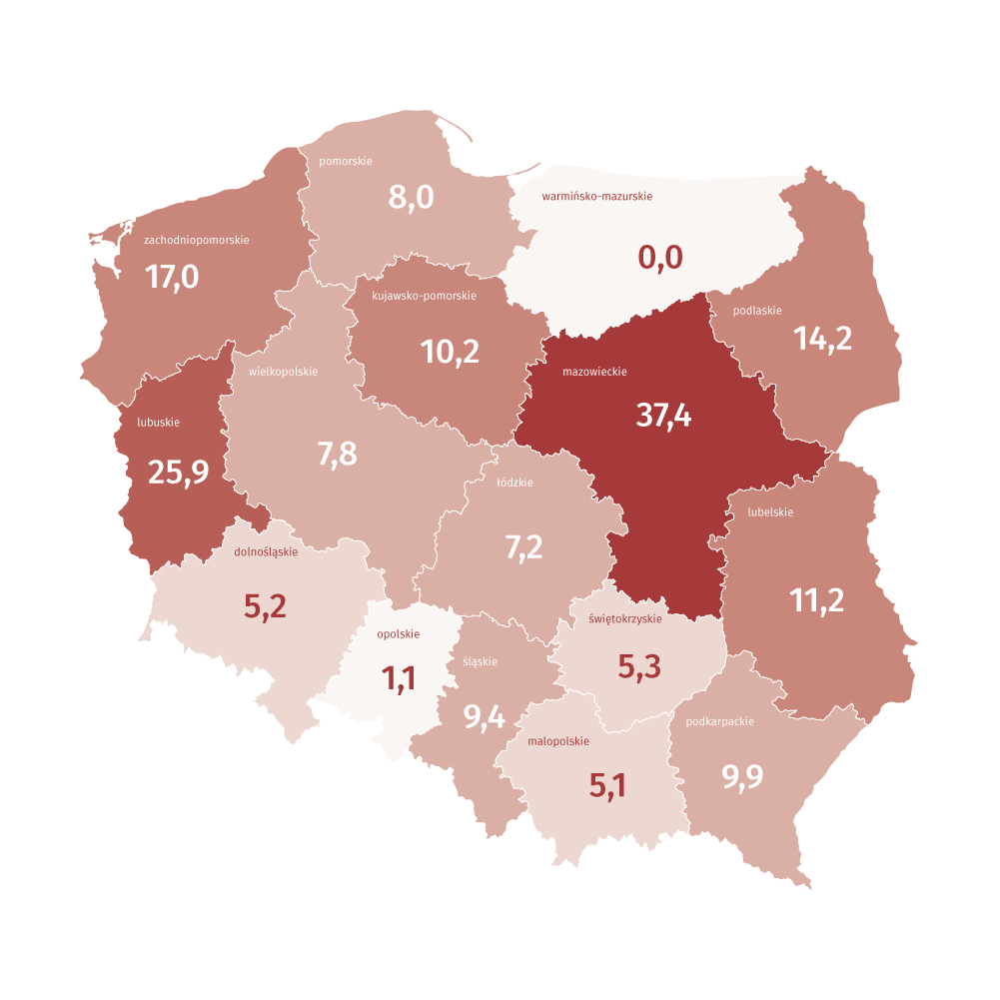 pomorskie
8,0
warmińsko-mazurskie
0,0
zachodniopomorskie
17,0
kujawsko-pomorskie
10,2
podlaskie
14,2
wielkopolskie
7,8
mazowieckie
37,4
lubuskie
25,9
łódzkie
7,2
lubelskie
11,2
dolnośląskie
5,2
świętokrzyskie
5,3
opolskie
1,1
śląskie
9,4
podkarpackie
9,9
małopolskie
5,1